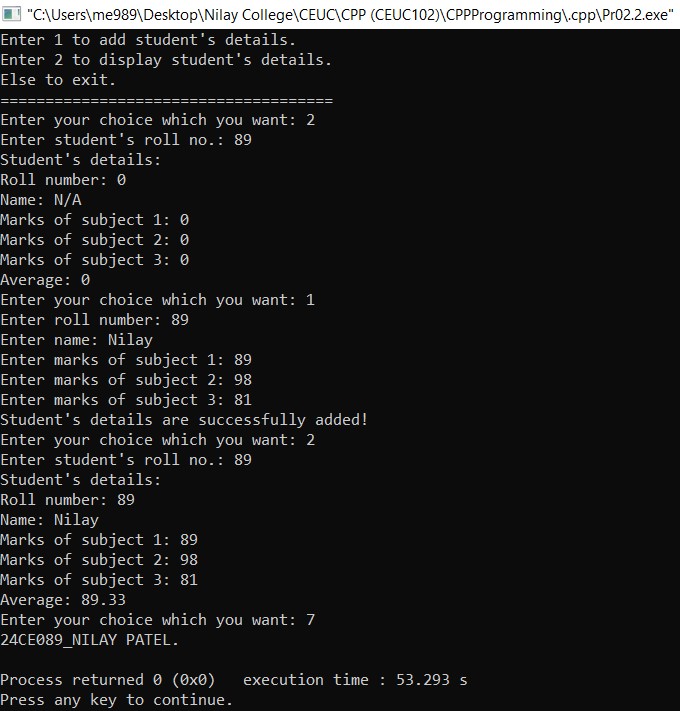 "C:\Users\me989\Desktop\Nilay College\CEUC\CPP (CEUC102)\CPPProgramming\.cpp\Pr02.2.exe"
Enter 1 to add student's details.
Enter 2 to display student's details.
Else to exit.
=====================================
Enter your choice which you want: 2
Enter student's roll no.: 89
Student's details:
Roll number: 0
Name: N/A
Marks of subject 1: 0
Marks of subject 2: 0
Marks of subject 3: 0
Average: 0
Enter your choice which you want: 1
Enter roll number: 89
Enter name: Nilay
Enter marks of subject 1: 89
Enter marks of subject 2: 98
Enter marks of subject 3: 81
Student's details are successfully added!
Enter your choice which you want: 2
Enter student's roll no.: 89
Student's details:
Roll number: 89
Name: Nilay
Marks of subject 1: 89
Marks of subject 2: 98
Marks of subject 3: 81
Average: 89.33
Enter your choice which you want: 7
24CE089_NILAY PATEL.

Process returned 0 (0x0)   execution time : 53.293 s
Press any key to continue.